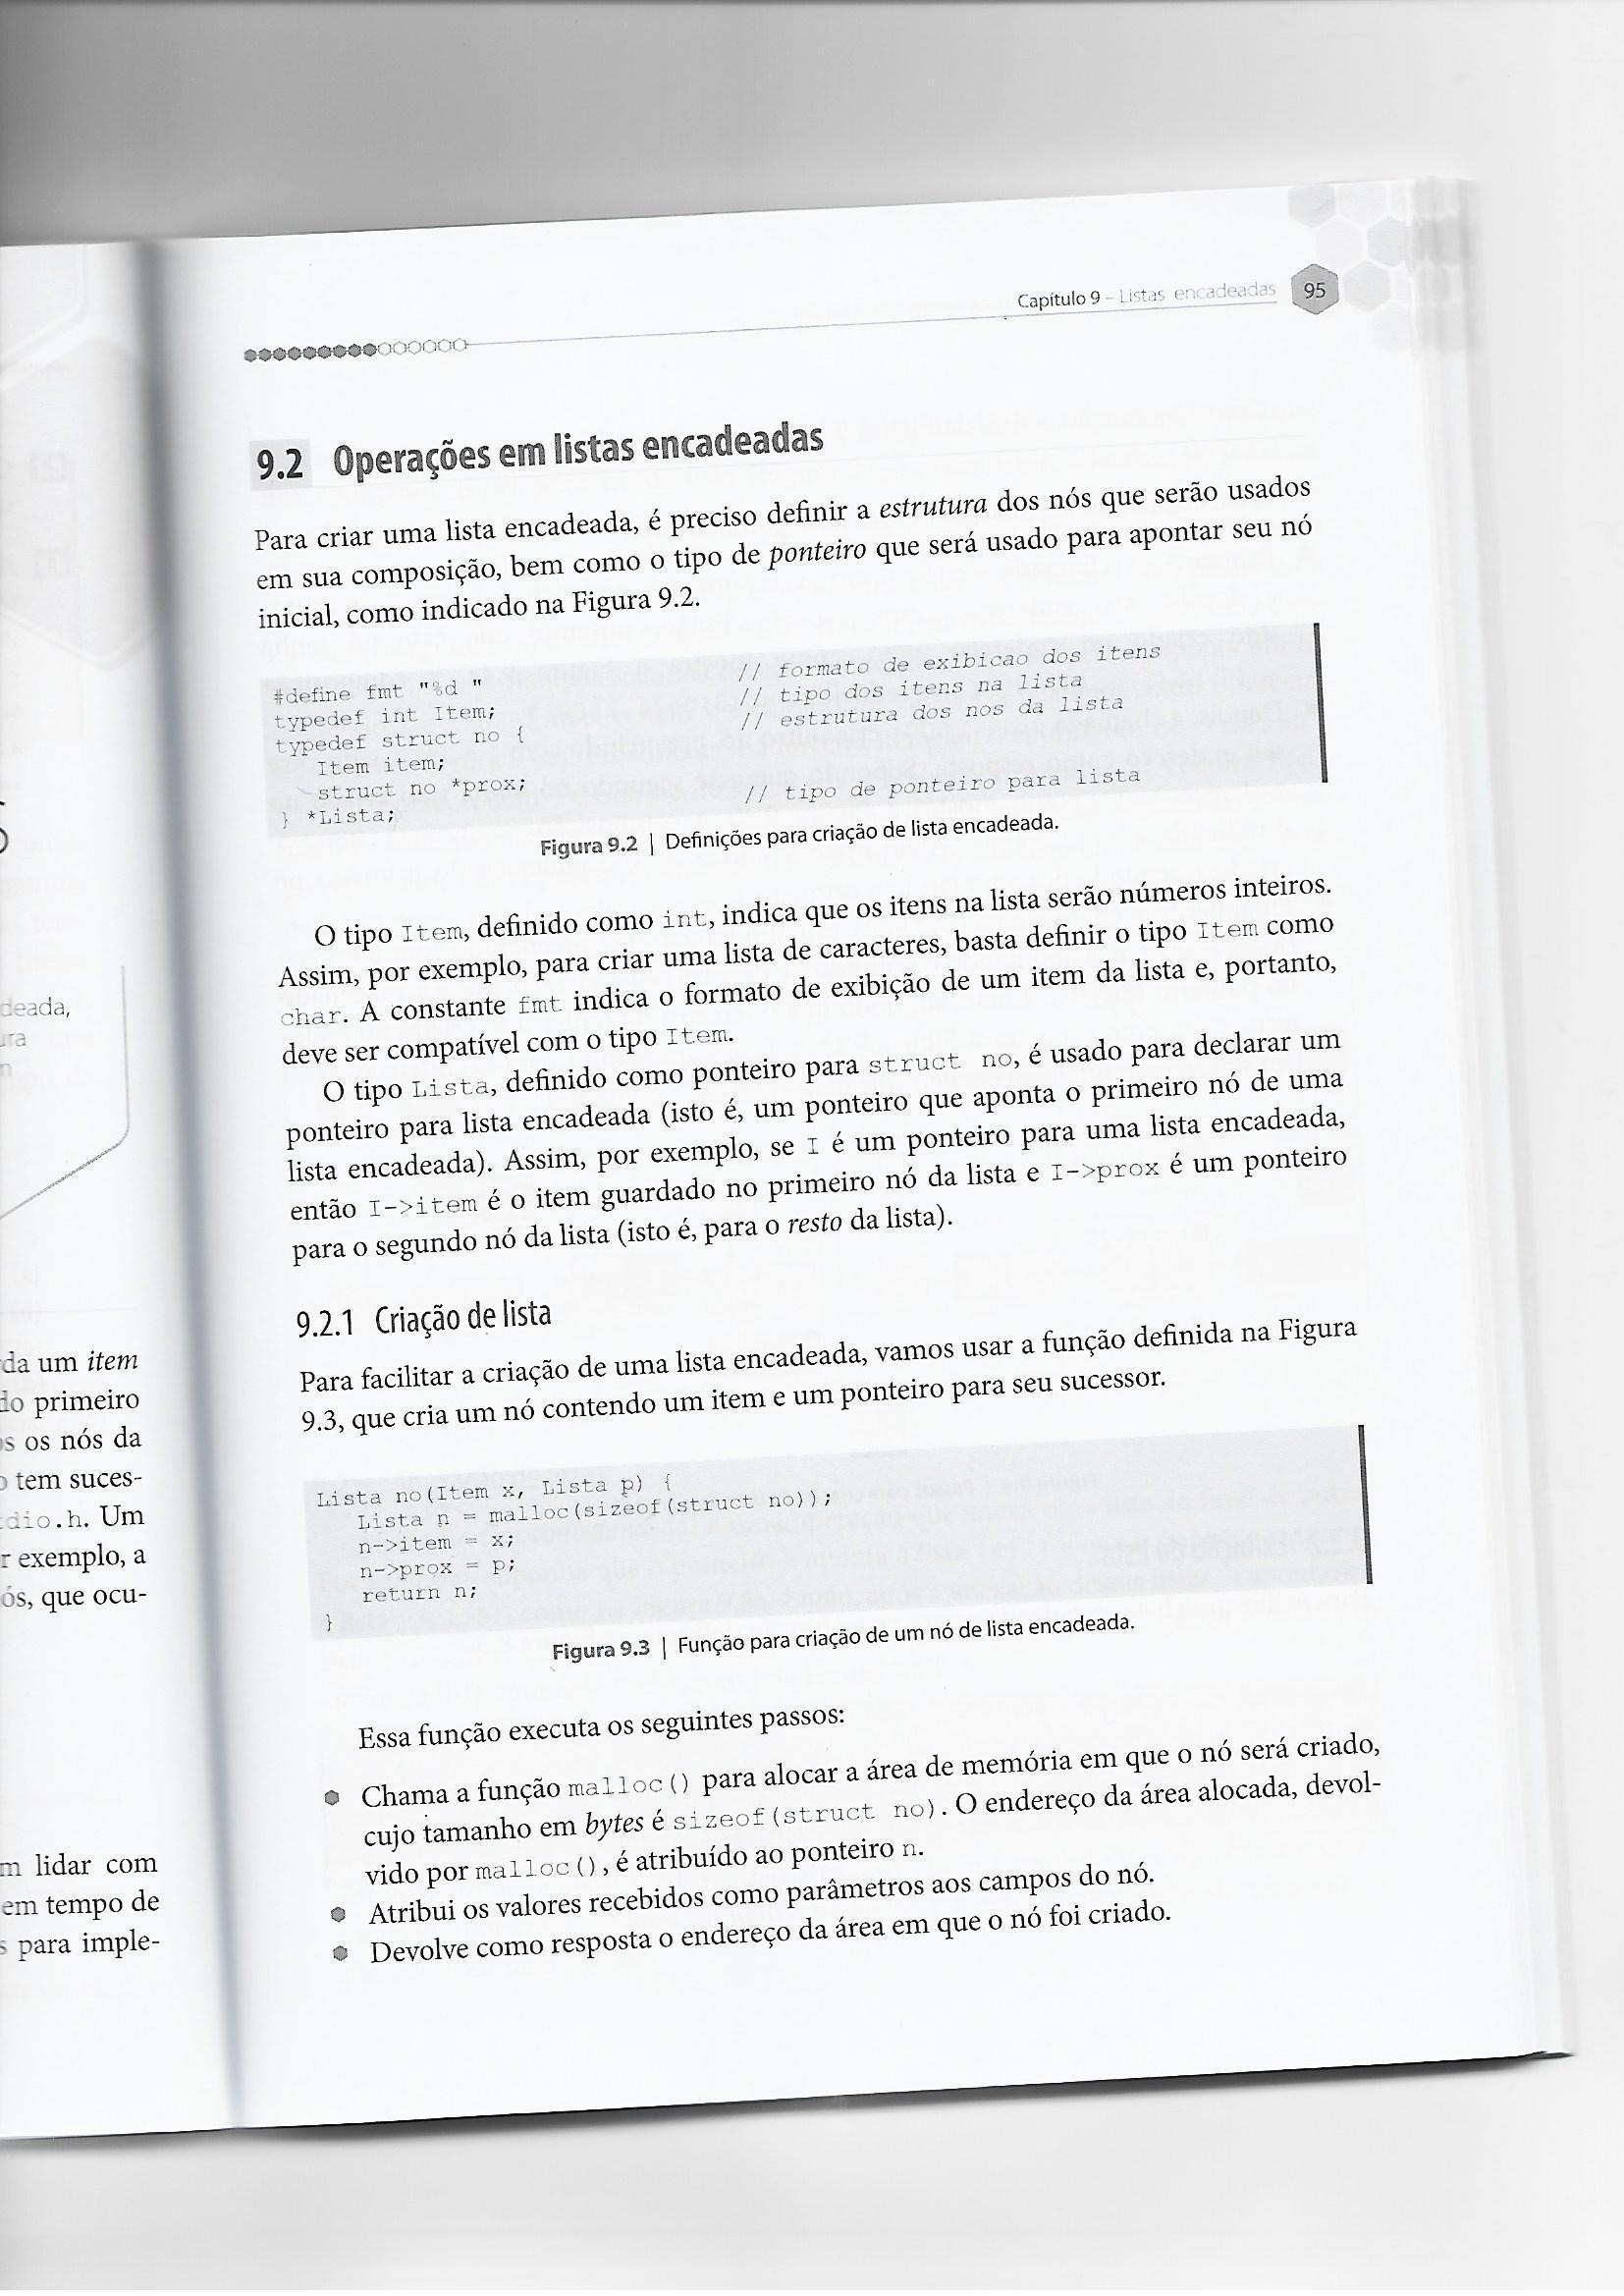 Capítulo 9 – Listas encadeadas 95
9.2 Operações em listas encadeadas
Para criar uma lista encadeada, é preciso definir a estrutura dos nós que serão usados
em sua composição, bem como o tipo de ponteiro que será usado para apontar seu nó
inicial, como indicado na Figura 9.2.
#define fmt "%d " // formato de exibicao dos itens
typedef int Item; // tipo dos itens na lista
typedef struct no { // estrutura dos nos da lista
Item item;
struct no *prox;
} *Lista; // tipo de ponteiro para lista
Figura 9.2 | Definições para criação de lista encadeada.
O tipo Item, definido como int, indica que os itens na lista serão números inteiros.
Assim, por exemplo, para criar uma lista de caracteres, basta definir o tipo Item como
char. A constante fmt indica o formato de exibição de um item da lista e, portanto,
deve ser compatível com o tipo Item.
O tipo Lista, definido como ponteiro para struct no, é usado para declarar um
ponteiro para lista encadeada (isto é, um ponteiro que aponta o primeiro nó de uma
lista encadeada). Assim, por exemplo, se I é um ponteiro para uma lista encadeada,
então I->item é o item guardado no primeiro nó da lista e I->prox é um ponteiro
para o segundo nó da lista (isto é, para o resto da lista).
9.2.1 Criação de lista
Para facilitar a criação de uma lista encadeada, vamos usar a função definida na Figura
9.3, que cria um nó contendo um item e um ponteiro para seu sucessor.
Lista no(Item x, Lista p) {
Lista n = malloc(sizeof(struct no));
n->item = x;
n->prox = p;
return n;
}
Figura 9.3 | Função para criação de um nó de lista encadeada.
Essa função executa os seguintes passos:
Chama a função malloc() para alocar a área de memória em que o nó será criado,
cujo tamanho em bytes é sizeof(struct no). O endereço da área alocada, devol-
vido por malloc(), é atribuído ao ponteiro n.
Atribui os valores recebidos como parâmetros aos campos do nó.
Devolve como resposta o endereço da área em que o nó foi criado.
deada,
da um item
do primeiro
os nós da
tem suces-
dio.h. Um
exemplo, a
ós, que ocu-
m lidar com
em tempo de
para imple-